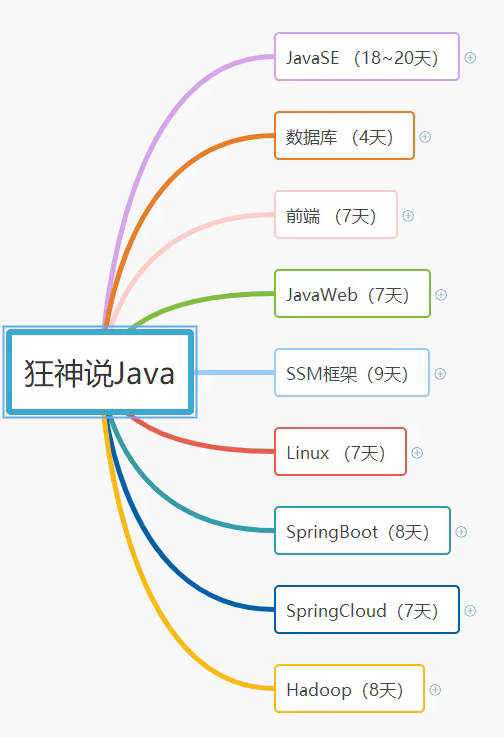 JavaSE （18~20天）
数据库 （4天）
前端 （7天）
JavaWeb（7天）
狂神说Java
SSM框架（9天）
Linux （7天）
SpringBoot（8天）
SpringCloud（7天）
Hadoop（8天）